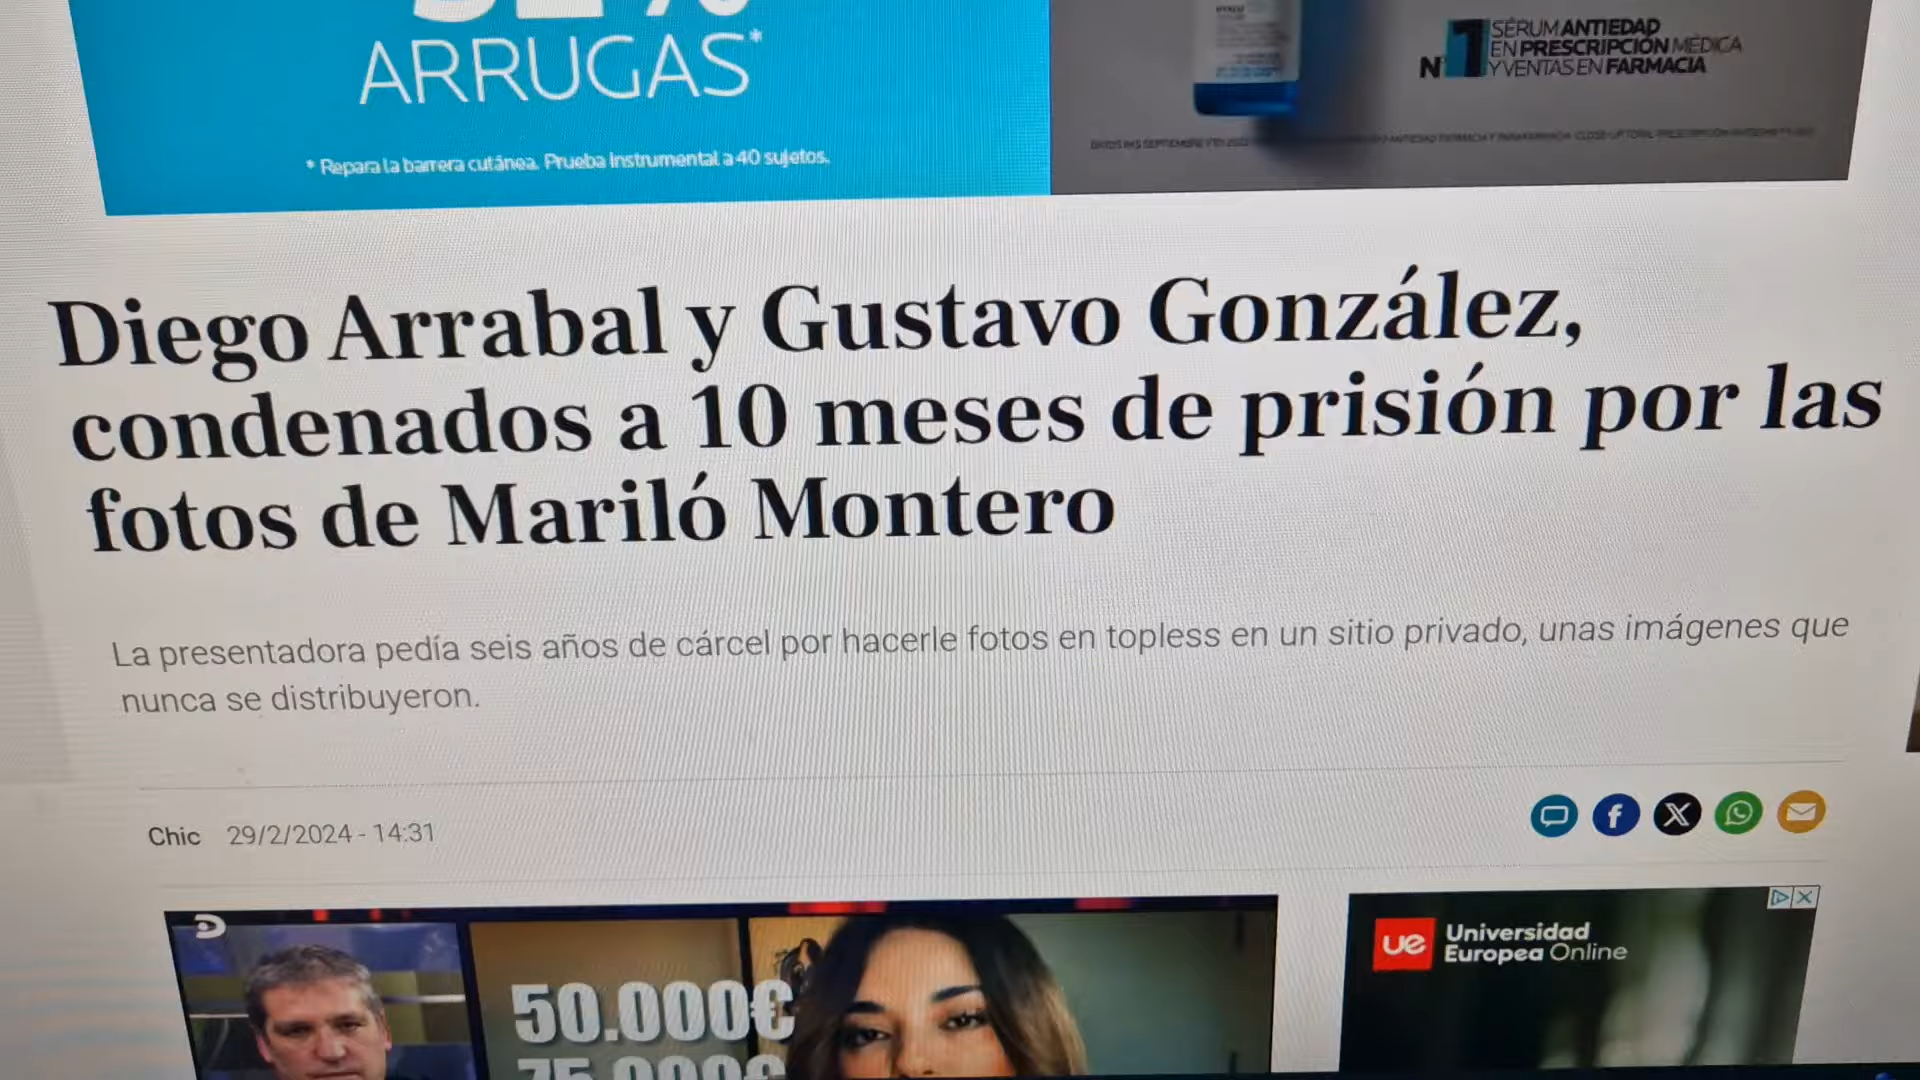 ARRUGAS*
* Repara la barrera cutánea. Prueba instrumental a 40 sujetos.
Nº1 SÉRUM ANTIEDAD
EN PRESCRIPCIÓN MÉDICA
Y VENTAS EN FARMACIA
Diego Arrabal y Gustavo González,
condenados a 10 meses de prisión por las
fotos de Mariló Montero
La presentadora pedía seis años de cárcel por hacerle fotos en topless en un sitio privado, unas imágenes que
nunca se distribuyeron.
Chic 29/2/2024 - 14:31
50.000€
75.000€
ue Universidad
Europea Online